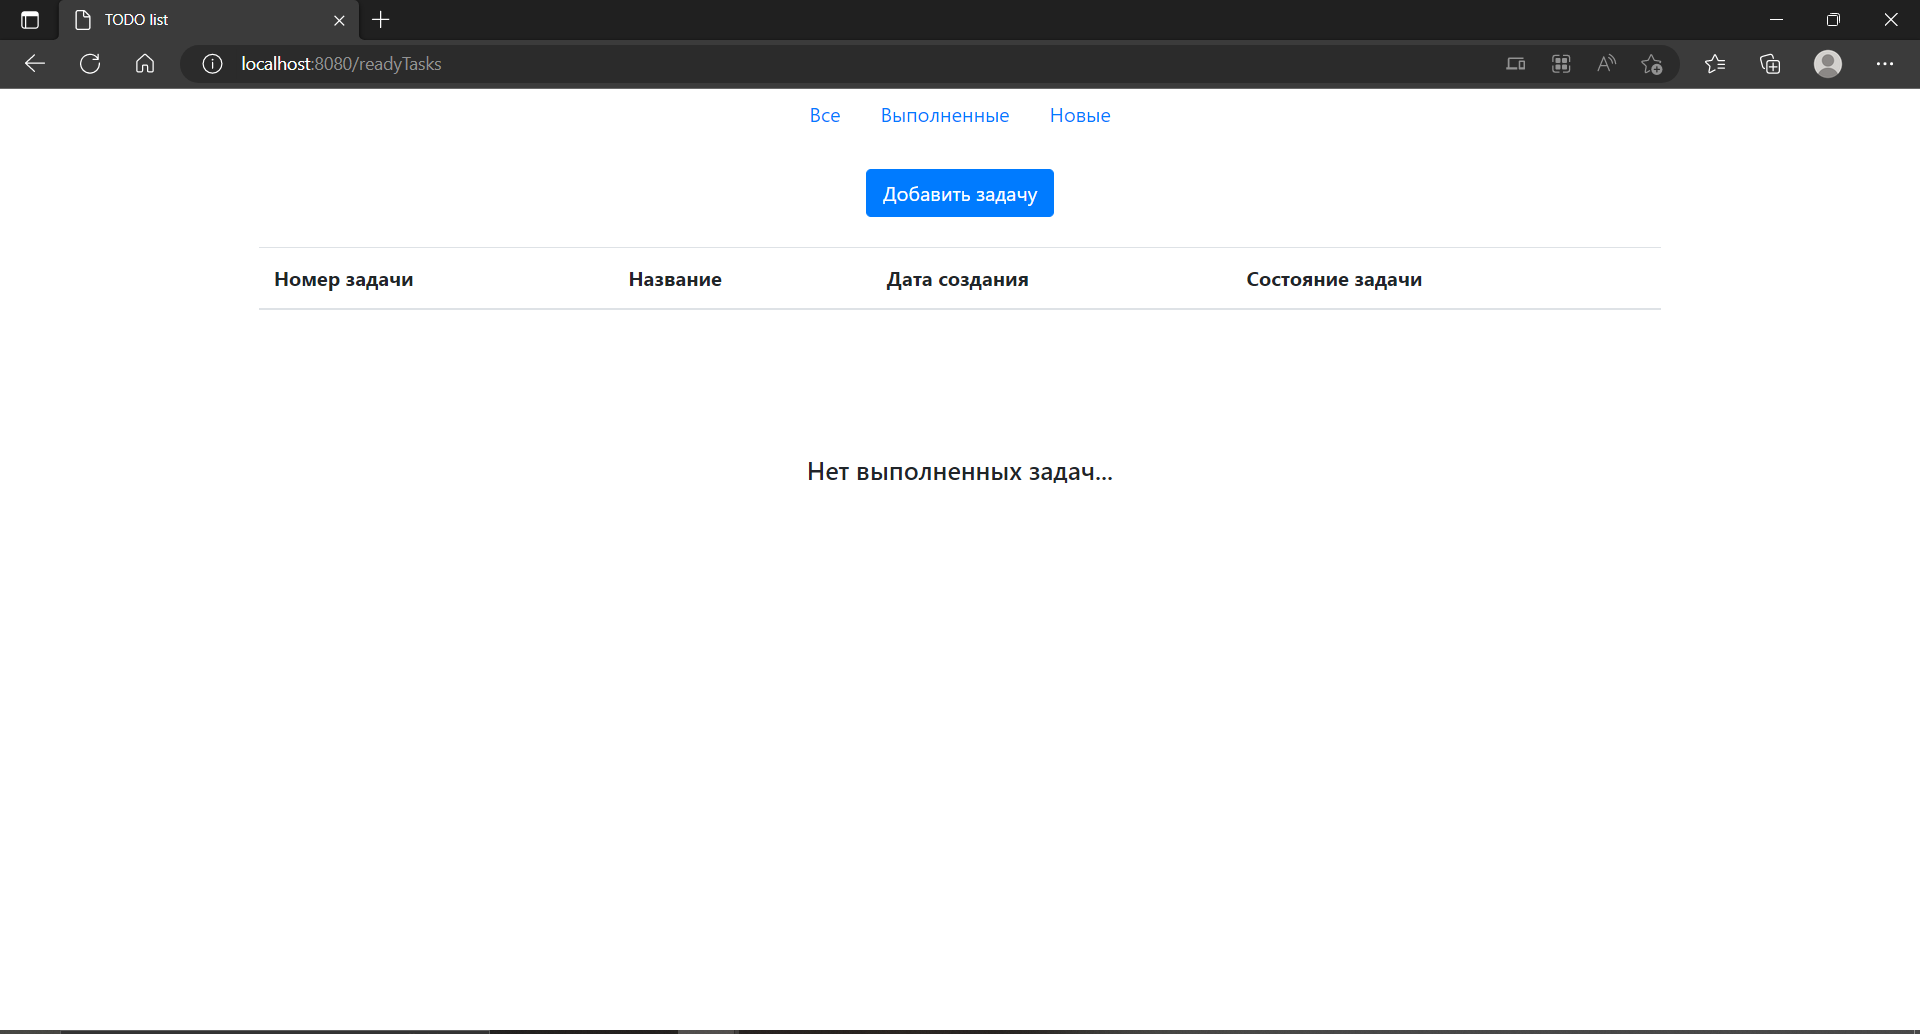 TODO list
localhost:8080/readyTasks
Все Выполненные Новые
Добавить задачу
Номер задачи Название Дата создания Состояние задачи
Нет выполненных задач...